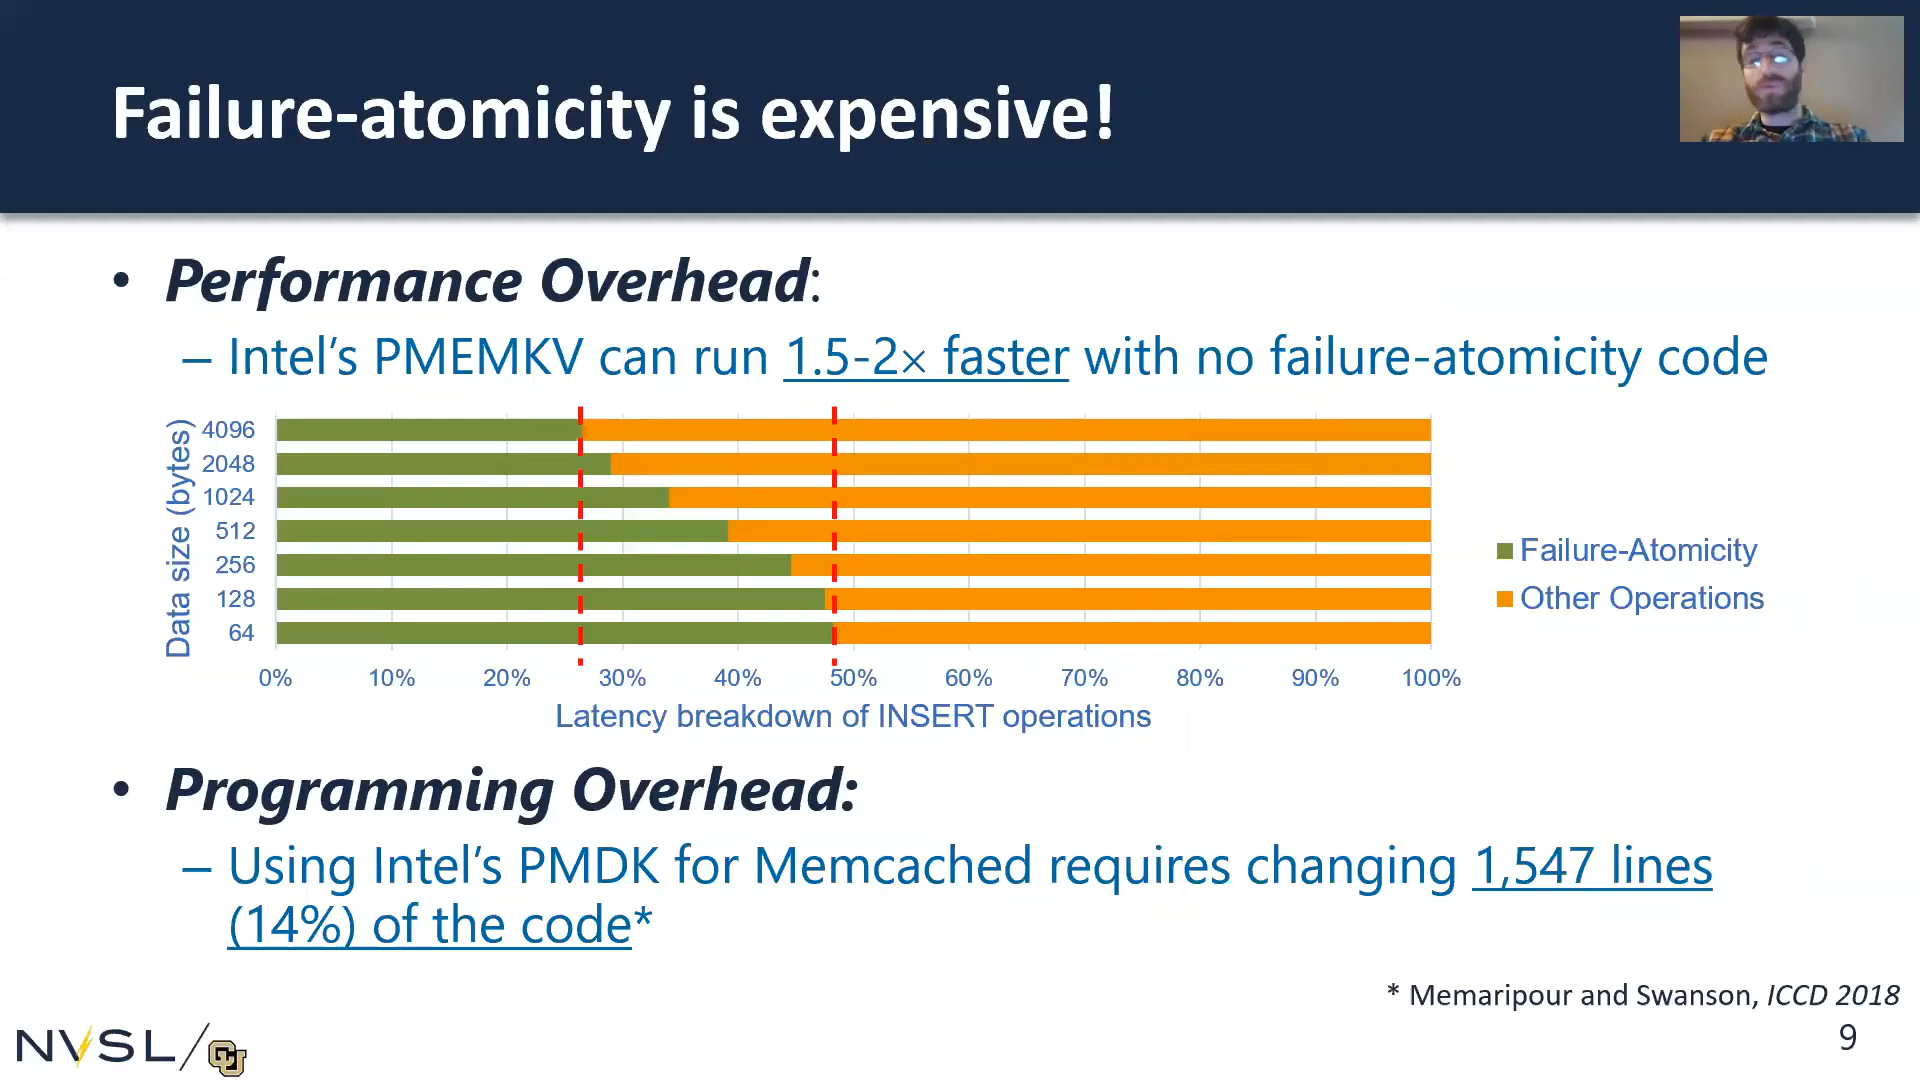 Failure-atomicity is expensive!
• Performance Overhead:
– Intel's PMEMKV can run 1.5-2× faster with no failure-atomicity code
Data size (bytes)
4096
2048
1024
512
256
128
64
0% 10% 20% 30% 40% 50% 60% 70% 80% 90% 100%
Latency breakdown of INSERT operations
Failure-Atomicity
Other Operations
• Programming Overhead:
– Using Intel's PMDK for Memcached requires changing 1,547 lines
(14%) of the code*
* Memaripour and Swanson, ICCD 2018
NVSL/CU
9